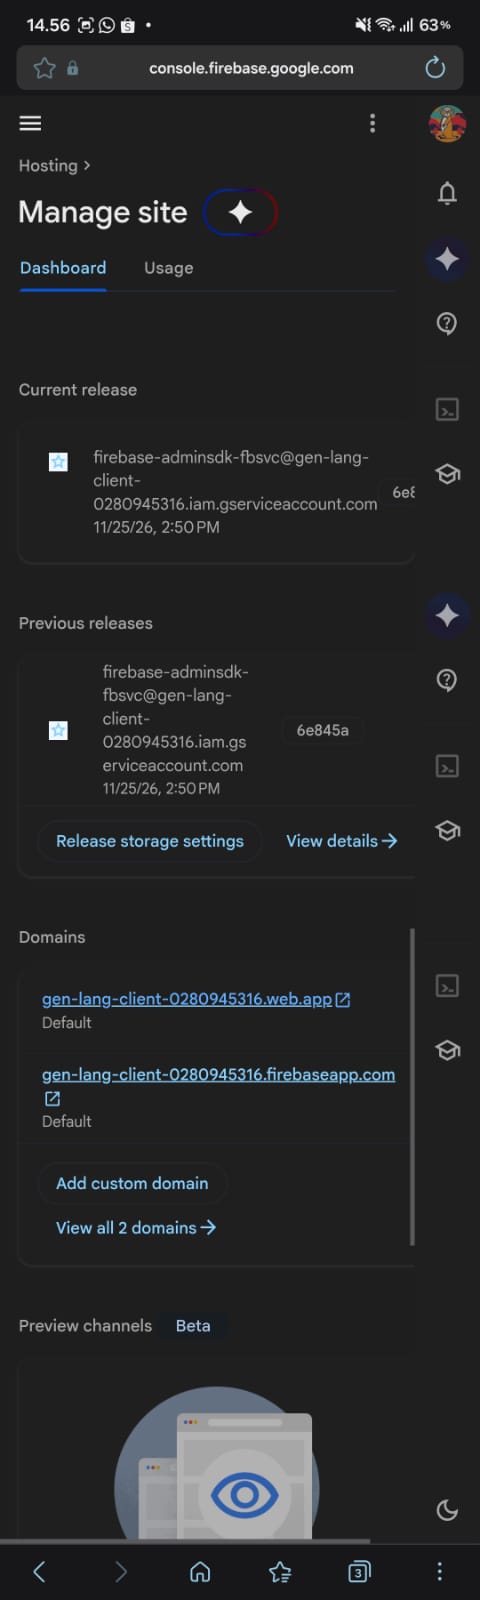 14.56
63%
console.firebase.google.com
Hosting
Manage site
Dashboard
Usage
Current release
firebase-adminsdk-fbsvc@gen-lang-
client-
0280945316.iam.gserviceaccount.com
11/25/26, 2:50 PM
6e8
Previous releases
firebase-adminsdk-
fbsvc@gen-lang-
client-
0280945316.iam.gs
erviceaccount.com
11/25/26, 2:50 PM
6e845a
Release storage settings
View details
Domains
gen-lang-client-0280945316.web.app
Default
gen-lang-client-0280945316.firebaseapp.com
Default
Add custom domain
View all 2 domains
Preview channels
Beta
3